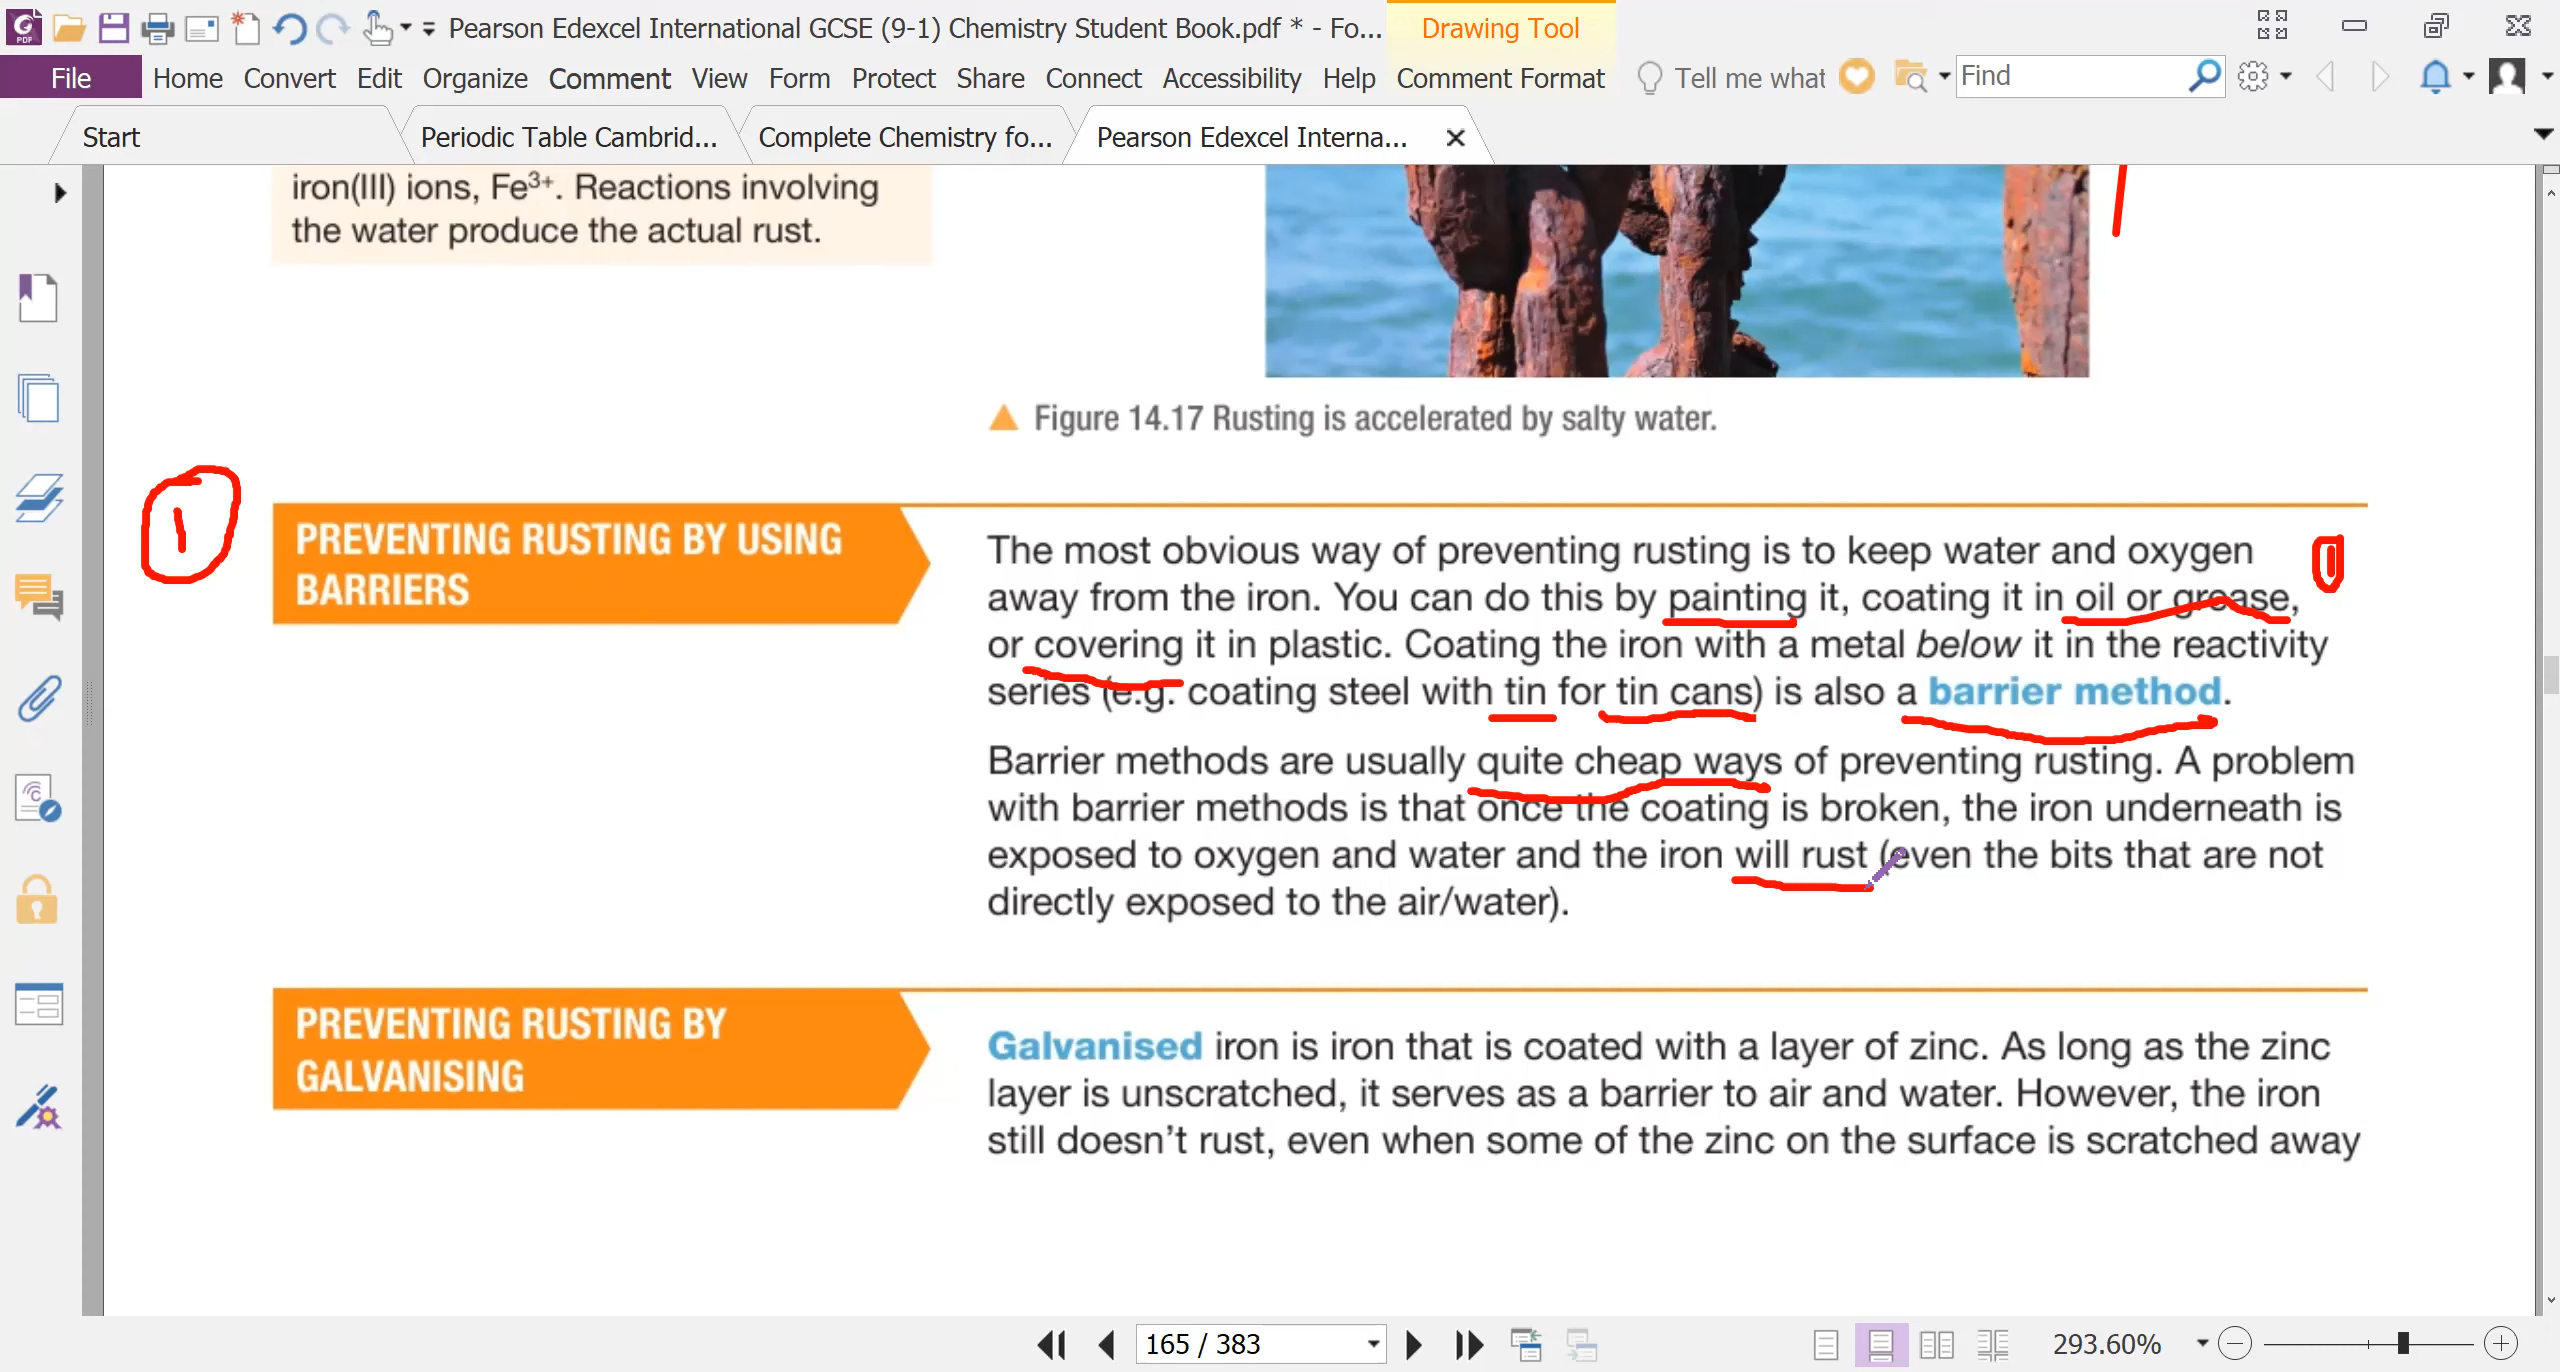 Pearson Edexcel International GCSE (9-1) Chemistry Student Book.pdf * - Fo...
Drawing Tool
File Home Convert Edit Organize Comment View Form Protect Share Connect Accessibility Help Comment Format Tell me what Find
Start
Periodic Table Cambrid...
Complete Chemistry fo...
Pearson Edexcel Interna...
iron(III) ions, Fe³⁺. Reactions involving
the water produce the actual rust.
Figure 14.17 Rusting is accelerated by salty water.
1
PREVENTING RUSTING BY USING
BARRIERS
The most obvious way of preventing rusting is to keep water and oxygen
away from the iron. You can do this by painting it, coating it in oil or grease,
or covering it in plastic. Coating the iron with a metal below it in the reactivity
series (e.g. coating steel with tin for tin cans) is also a barrier method.
Barrier methods are usually quite cheap ways of preventing rusting. A problem
with barrier methods is that once the coating is broken, the iron underneath is
exposed to oxygen and water and the iron will rust (even the bits that are not
directly exposed to the air/water).
PREVENTING RUSTING BY
GALVANISING
Galvanised iron is iron that is coated with a layer of zinc. As long as the zinc
layer is unscratched, it serves as a barrier to air and water. However, the iron
still doesn't rust, even when some of the zinc on the surface is scratched away
165 / 383
293.60%